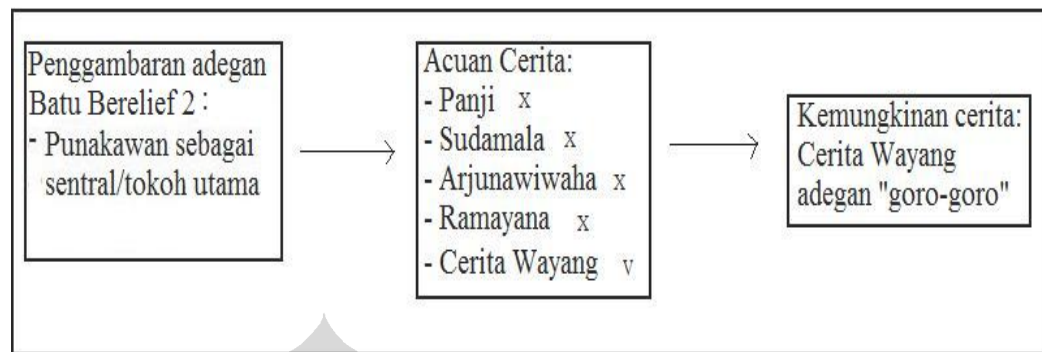 Penggambaran adegan
Batu Berelief 2 :
- Punakawan sebagai
sentral/tokoh utama
Acuan Cerita:
- Panji x
- Sudamala x
- Arjunawiwaha x
- Ramayana x
- Cerita Wayang v
Kemungkinan cerita:
Cerita Wayang
adegan "goro-goro"